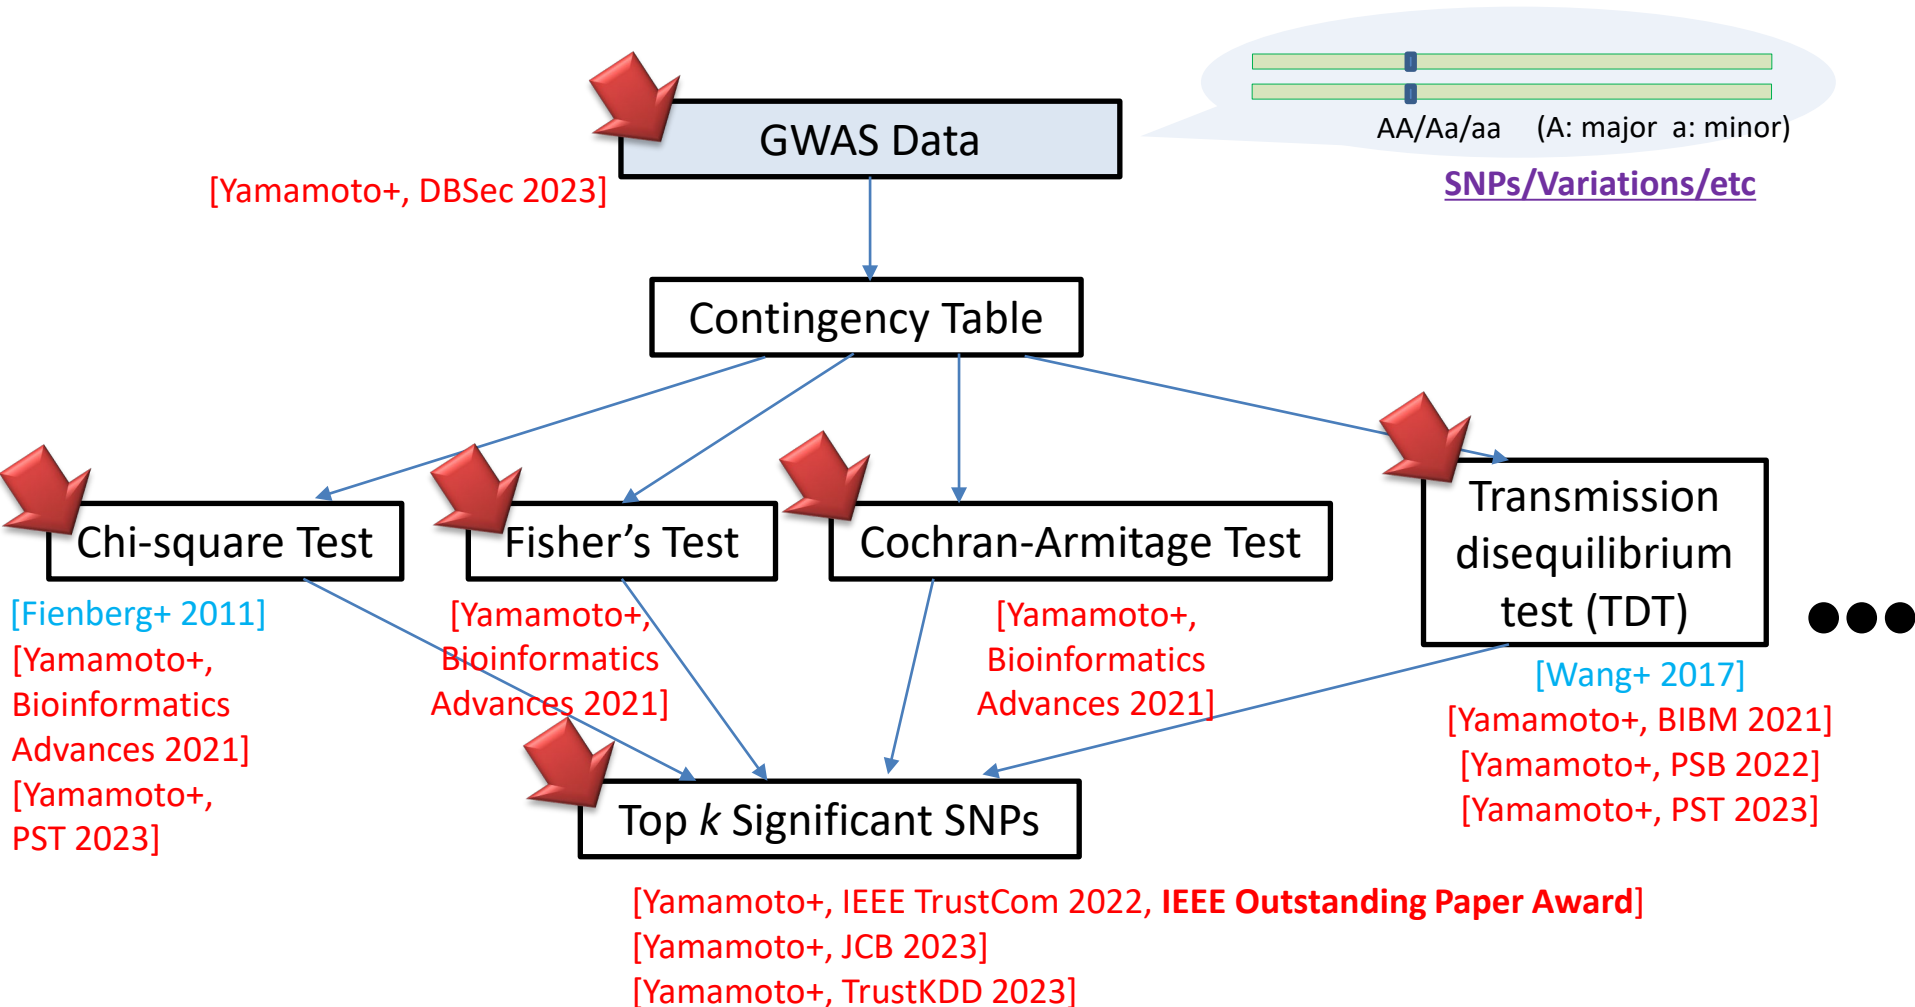 GWAS Data
AA/Aa/aa (A: major a: minor)
SNPs/Variations/etc
[Yamamoto+, DBSec 2023]
Contingency Table
Chi-square Test
[Fienberg+ 2011]
[Yamamoto+,
Bioinformatics
Advances 2021]
[Yamamoto+,
PST 2023]
Fisher’s Test
[Yamamoto+,
Bioinformatics
Advances 2021]
Cochran-Armitage Test
[Yamamoto+,
Bioinformatics
Advances 2021]
Transmission
disequilibrium
test (TDT)
[Wang+ 2017]
[Yamamoto+, BIBM 2021]
[Yamamoto+, PSB 2022]
[Yamamoto+, PST 2023]
Top k Significant SNPs
[Yamamoto+, IEEE TrustCom 2022, IEEE Outstanding Paper Award]
[Yamamoto+, JCB 2023]
[Yamamoto+, TrustKDD 2023]